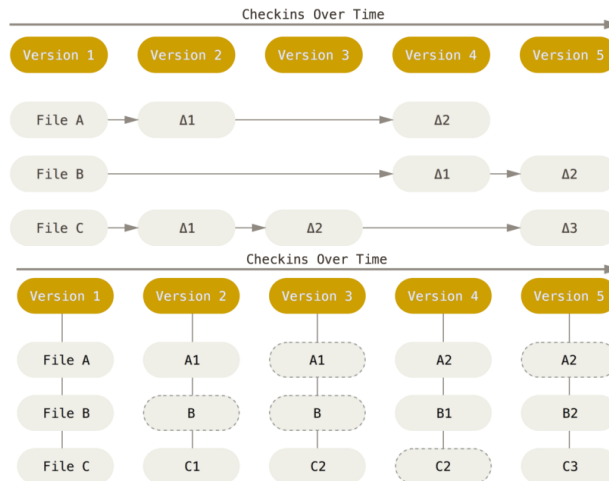 Checkins Over Time
Version 1 Version 2 Version 3 Version 4 Version 5
File A Δ1 Δ2
File B Δ1 Δ2
File C Δ1 Δ2 Δ3
Checkins Over Time
Version 1 Version 2 Version 3 Version 4 Version 5
File A A1 A1 A2 A2
File B B B B1 B2
File C C1 C2 C2 C3